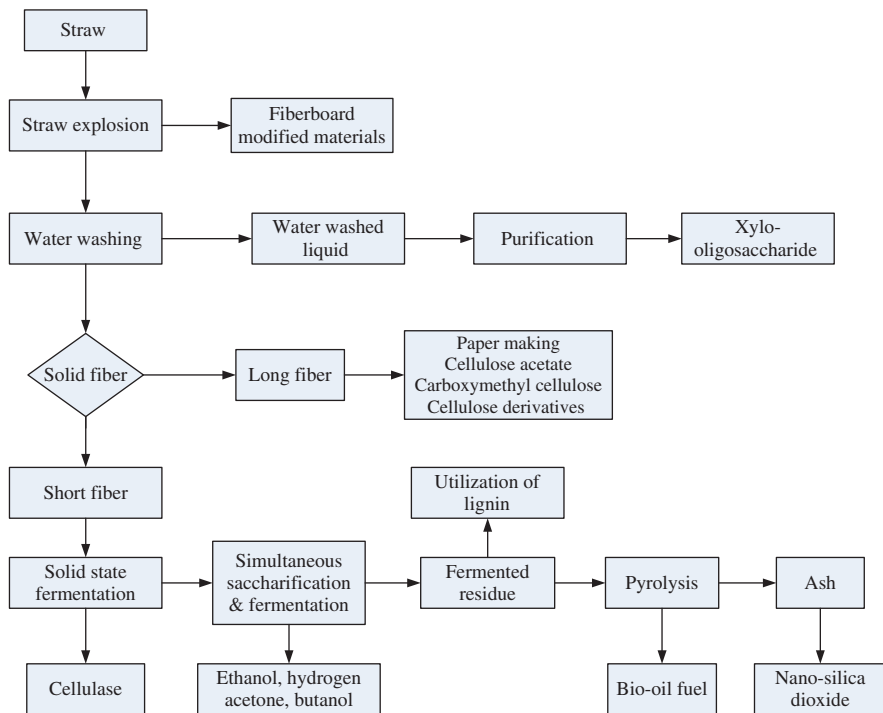 Straw
Straw explosion
Fiberboard
modified materials
Water washing
Water washed
liquid
Purification
Xylo-
oligosaccharide
Solid fiber
Long fiber
Paper making
Cellulose acetate
Carboxymethyl cellulose
Cellulose derivatives
Short fiber
Utilization of
lignin
Solid state
fermentation
Simultaneous
saccharification
& fermentation
Fermented
residue
Pyrolysis
Ash
Cellulase
Ethanol, hydrogen
acetone, butanol
Bio-oil fuel
Nano-silica
dioxide